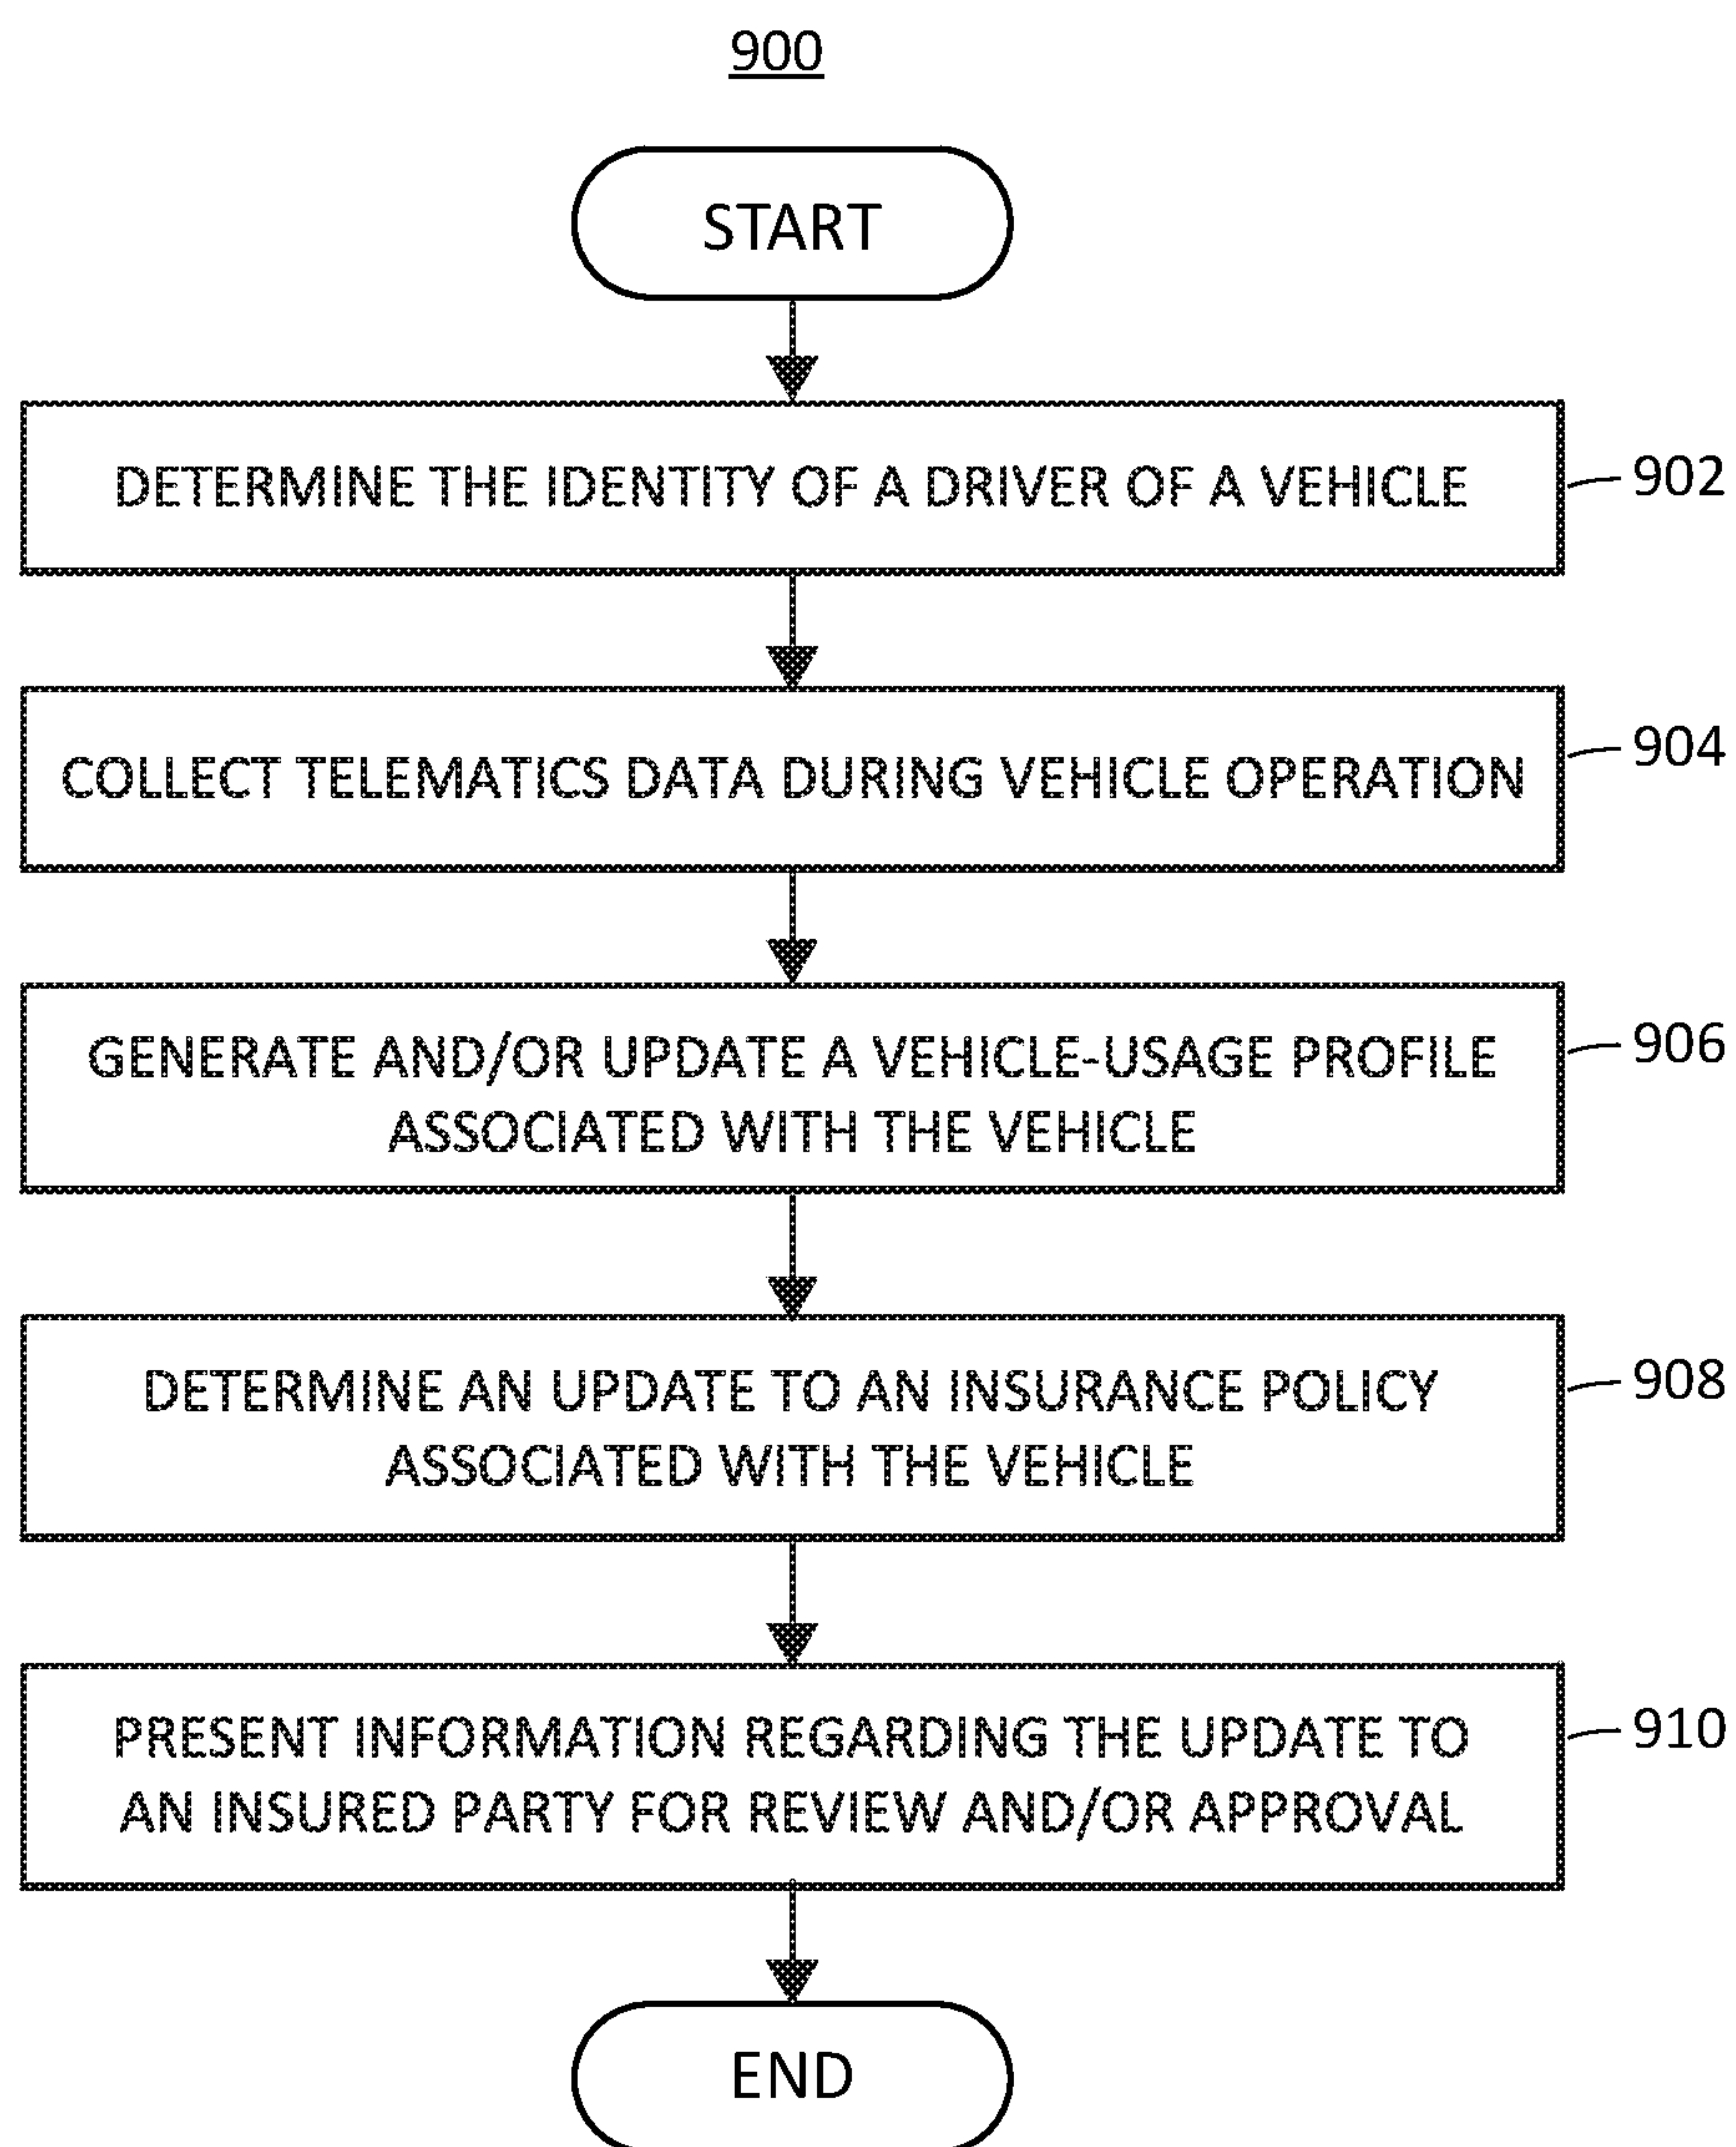 900
START
DETERMINE THE IDENTITY OF A DRIVER OF A VEHICLE
902
COLLECT TELEMATICS DATA DURING VEHICLE OPERATION
904
GENERATE AND/OR UPDATE A VEHICLE-USAGE PROFILE
ASSOCIATED WITH THE VEHICLE
906
DETERMINE AN UPDATE TO AN INSURANCE POLICY
ASSOCIATED WITH THE VEHICLE
908
PRESENT INFORMATION REGARDING THE UPDATE TO
AN INSURED PARTY FOR REVIEW AND/OR APPROVAL
910
END